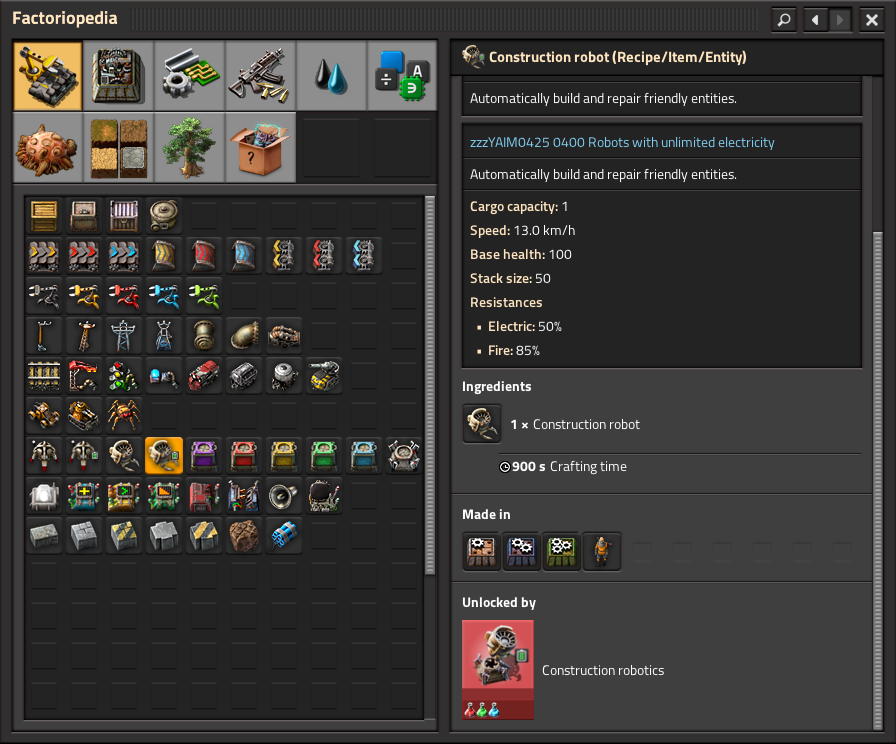 Factoriopedia
Construction robot (Recipe/Item/Entity)
Automatically build and repair friendly entities.
zzzYAIM0425 0400 Robots with unlimited electricity
Automatically build and repair friendly entities.
Cargo capacity: 1
Speed: 13.0 km/h
Base health: 100
Stack size: 50
Resistances
▪ Electric: 50%
▪ Fire: 85%
Ingredients
1 × Construction robot
900 s Crafting time
Made in
Unlocked by
Construction robotics